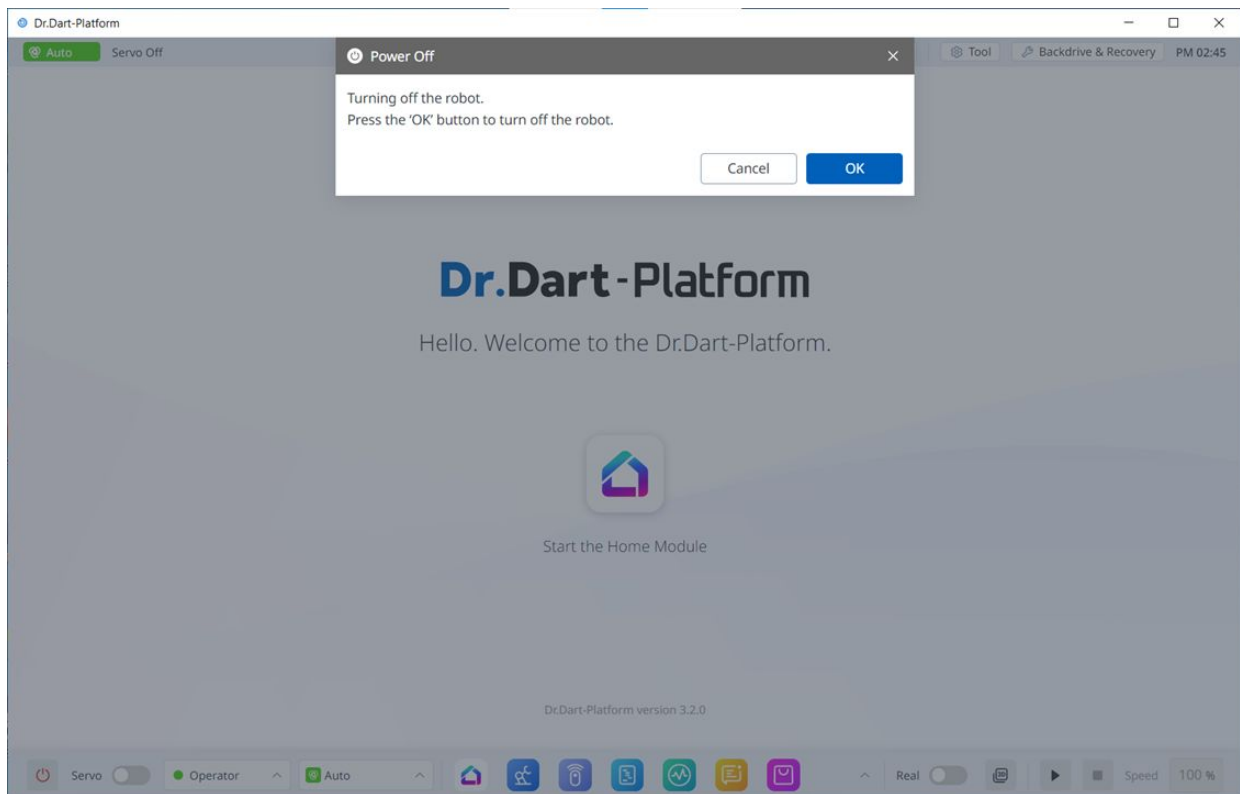 Dr.Dart-Platform
Auto
Servo Off
Power Off
Tool
Backdrive & Recovery
PM 02:45
Turning off the robot.
Press the ‘OK’ button to turn off the robot.
Cancel
OK
Dr.Dart-Platform
Hello. Welcome to the Dr.Dart-Platform.
Start the Home Module
Dr.Dart-Platform version 3.2.0
Servo
Operator
Auto
Real
3D
Speed
100 %